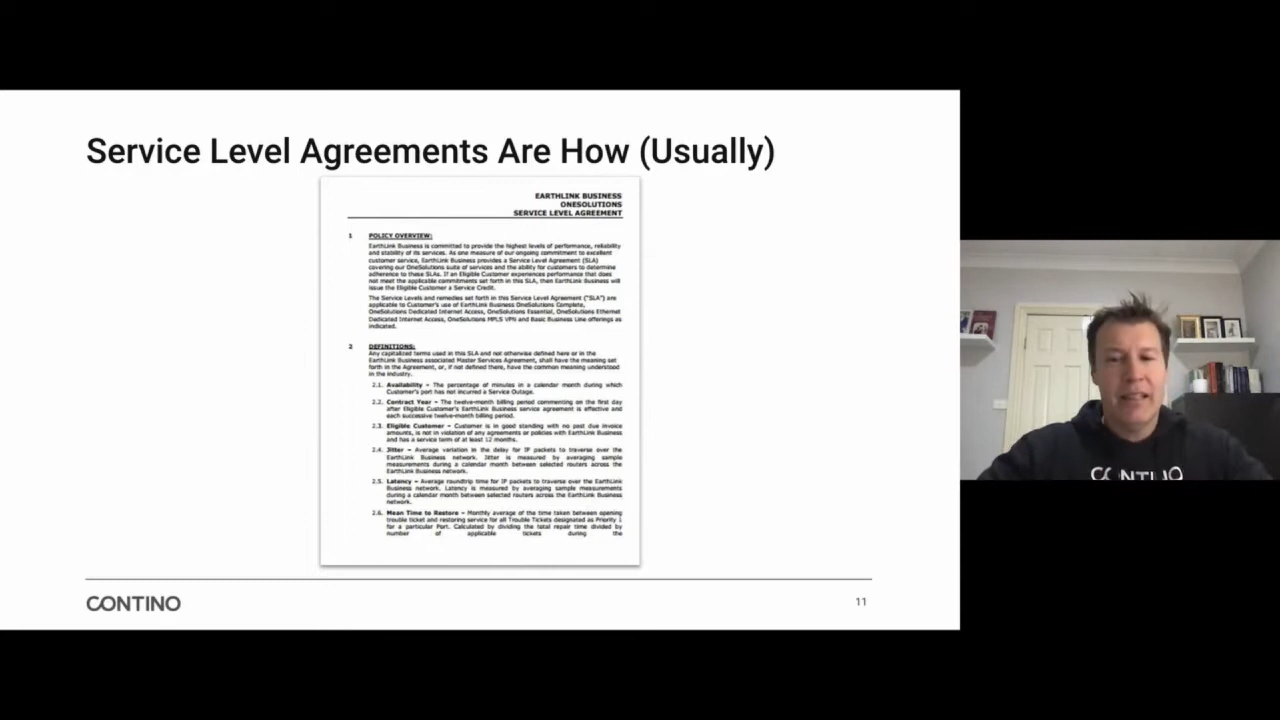 Service Level Agreements Are How (Usually)
EARTHLINK BUSINESS
ONESOLUTIONS
SERVICE LEVEL AGREEMENT
1 POLICY OVERVIEW:
EarthLink Business is committed to provide the highest levels of performance, reliability
and stability of its services. As one measure of our ongoing commitment to excellent
customer service, EarthLink Business provides a Service Level Agreement (SLA)
covering our OneSolutions suite of services and the ability for customers to determine
adherence to these SLAs. If an Eligible Customer experiences performance that does
not meet the applicable commitments set forth in this SLA, then EarthLink Business will
issue the Eligible Customer a Service Credit.
The Service Levels and remedies set forth in this Service Level Agreement ("SLA") are
applicable to Customer's use of EarthLink Business OneSolutions Complete,
OneSolutions Dedicated Internet Access, OneSolutions Essential, OneSolutions Ethernet
Dedicated Internet Access, OneSolutions MPLS VPN and Basic Business Line offerings as
indicated.
2 DEFINITIONS:
Any capitalized terms used in this SLA and not otherwise defined here or in the
EarthLink Business associated Master Services Agreement, shall have the meaning set
forth in the Agreement, or, if not defined there, have the common meaning understood
in the industry.
2.1. Availability – The percentage of minutes in a calendar month during which
Customer's port has not incurred a Service Outage.
2.2. Contract Year – The twelve-month billing period commenting on the first day
after Eligible Customer's EarthLink Business service agreement is effective and
each successive twelve-month billing period.
2.3. Eligible Customer – Customer is in good standing with no past due invoice
amounts, is not in violation of any agreements or policies with EarthLink Business
and has a service term of at least 12 months.
2.4. Jitter – Average variation in the delay for IP packets to traverse over the
EarthLink Business network. Jitter is measured by averaging sample
measurements during a calendar month between selected routers across the
EarthLink Business network.
2.5. Latency – Average roundtrip time for IP packets to traverse over the EarthLink
Business network. Latency is measured by averaging sample measurements
during a calendar month between selected routers across the EarthLink Business
network.
2.6. Mean Time to Restore – Monthly average of the time taken between opening
trouble ticket and restoring service for all Trouble Tickets designated as Priority 1
for a particular Port. Calculated by dividing the total repair time divided by
number of applicable tickets during the
CONTINO
11
CONTINO